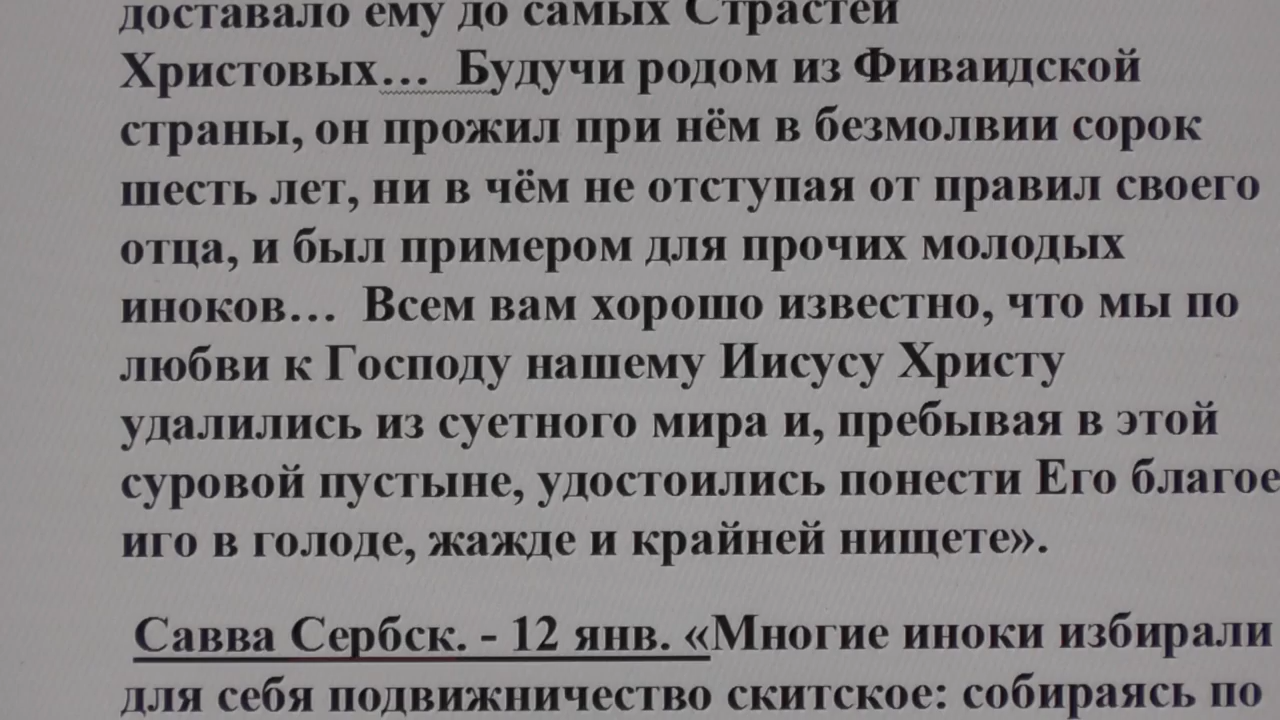 доставало ему до самых Страстей
Христовых… Будучи родом из Фиваидской
страны, он прожил при нём в безмолвии сорок
шесть лет, ни в чём не отступая от правил своего
отца, и был примером для прочих молодых
иноков… Всем вам хорошо известно, что мы по
любви к Господу нашему Иисусу Христу
удалились из суетного мира и, пребывая в этой
суровой пустыне, удостоились понести Его благое
иго в голоде, жажде и крайней нищете».
Савва Сербск. - 12 янв. «Многие иноки избирали
для себя подвижничество скитское: собираясь по